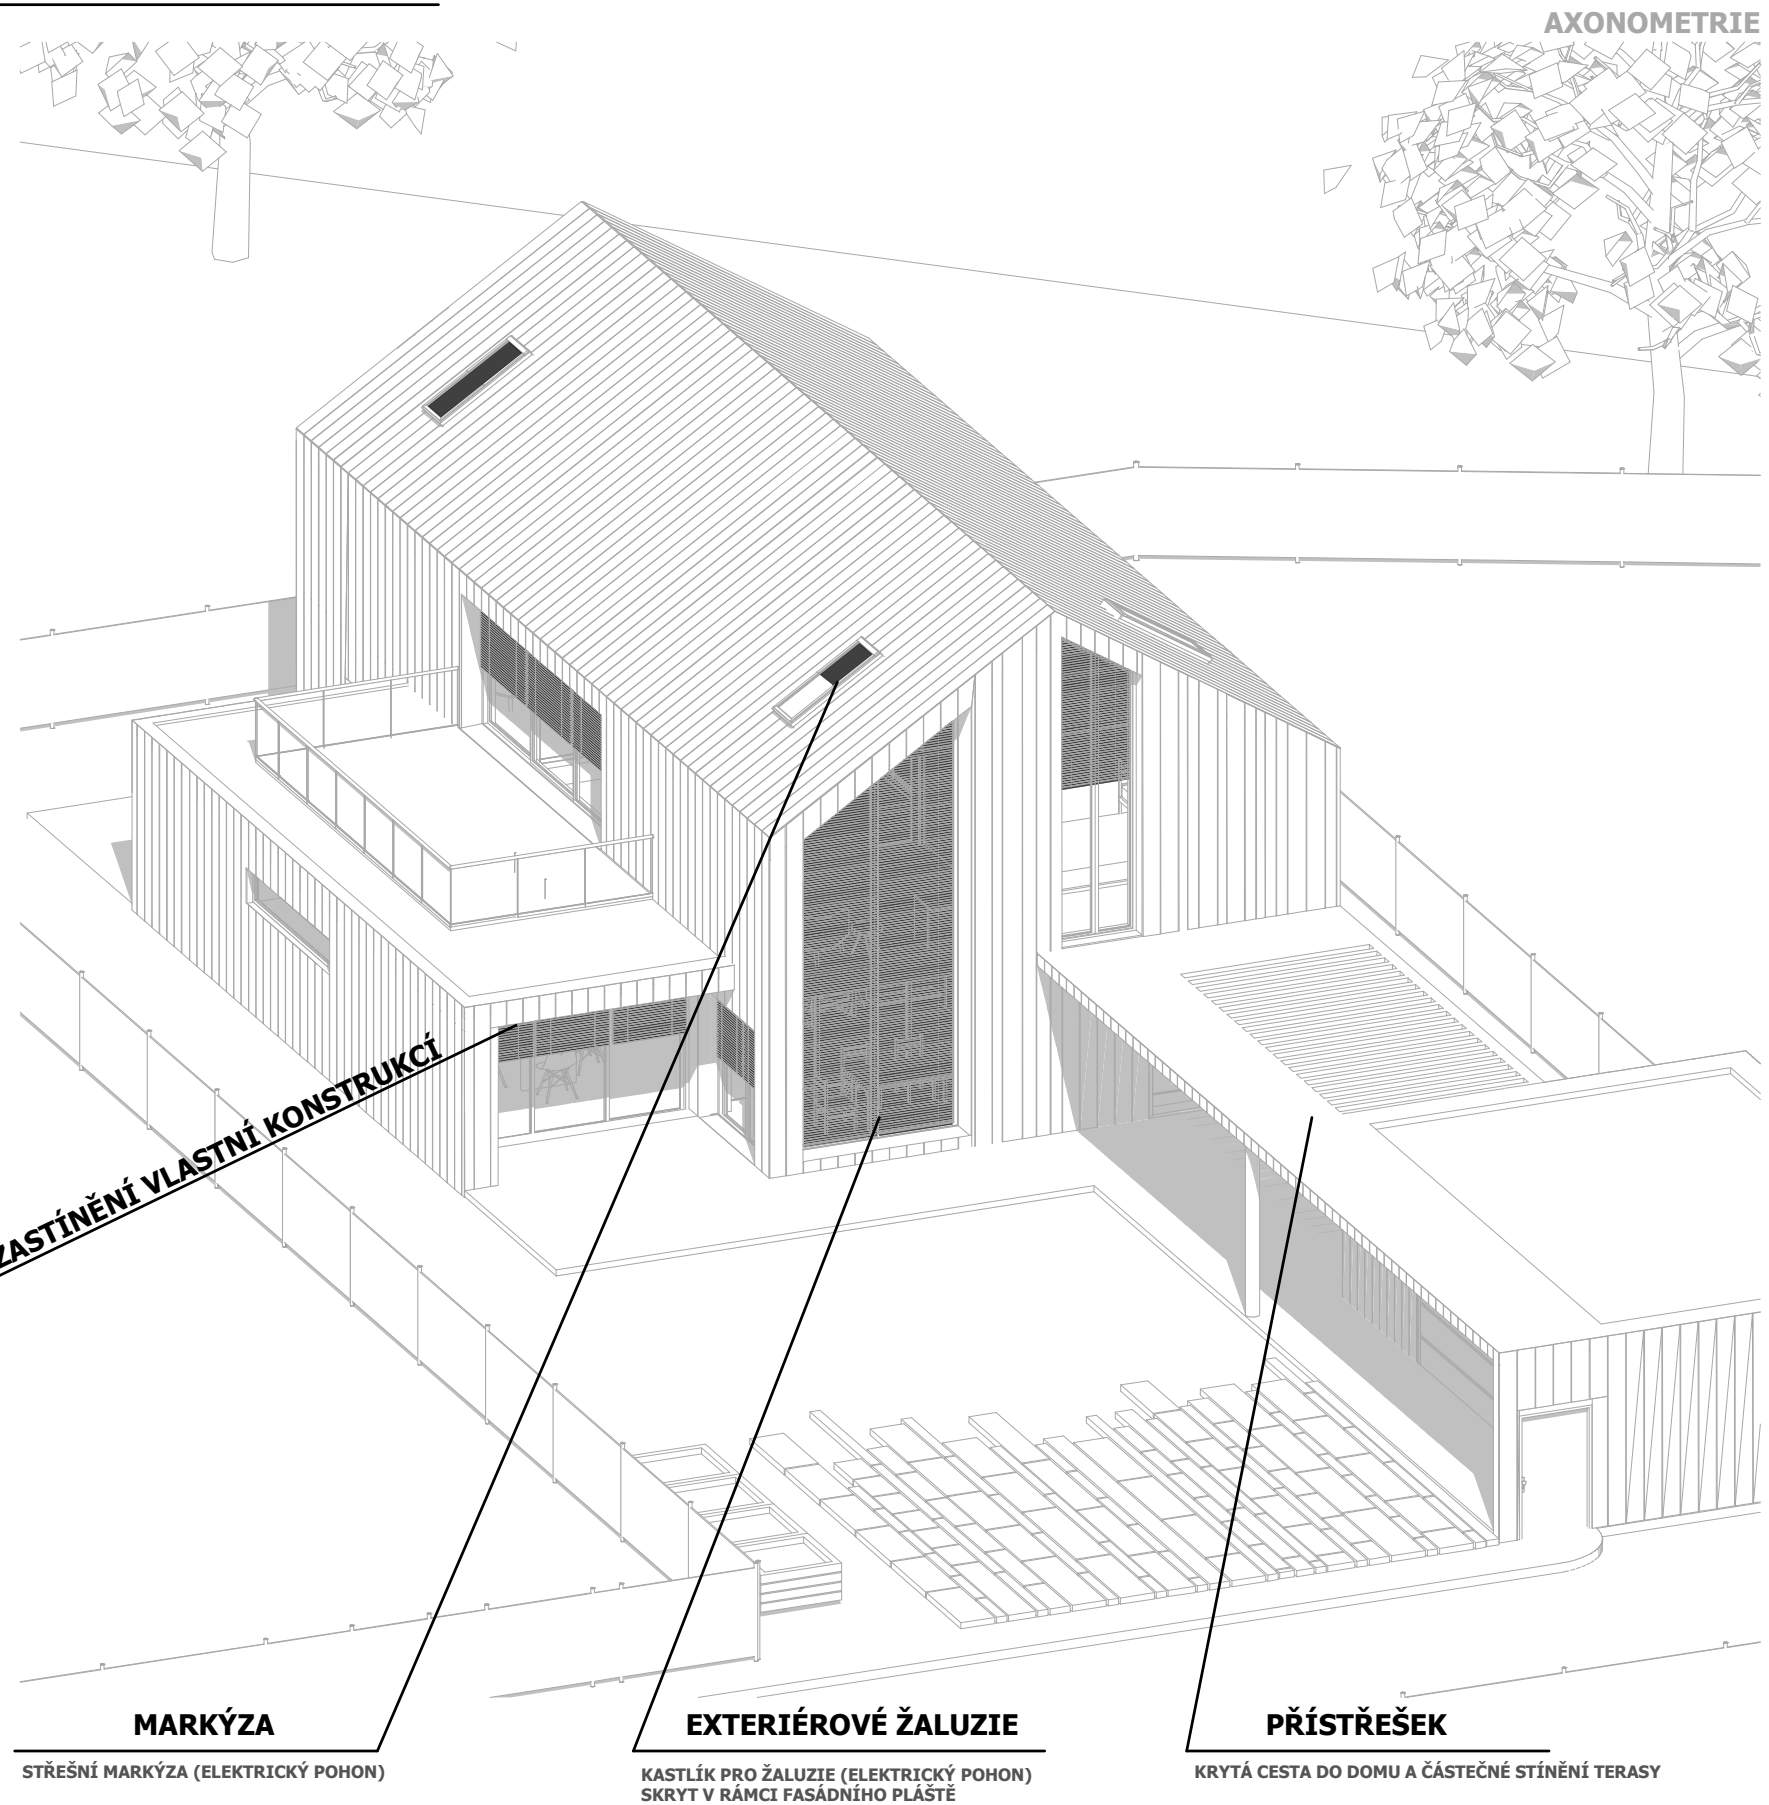 AXONOMETRIE
ZASTÍNĚNÍ VLASTNÍ KONSTRUKCÍ
MARKÝZA
STŘEŠNÍ MARKÝZA (ELEKTRICKÝ POHON)
EXTERIÉROVÉ ŽALUZIE
KASTLÍK PRO ŽALUZIE (ELEKTRICKÝ POHON)
SKRYT V RÁMCI FASÁDNÍHO PLÁŠTĚ
PŘÍSTŘEŠEK
KRYTÁ CESTA DO DOMU A ČÁSTEČNÉ STÍNĚNÍ TERASY